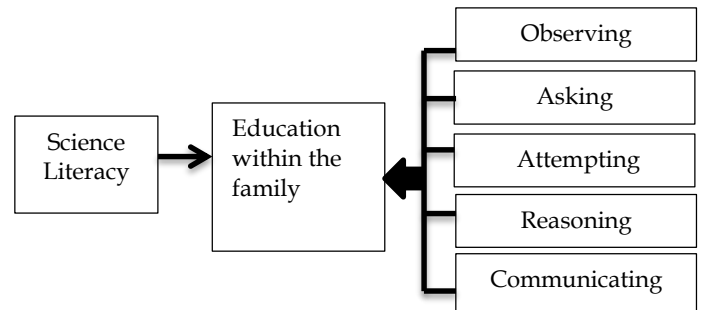 Science
Literacy
Education
within the
family
Observing
Asking
Attempting
Reasoning
Communicating